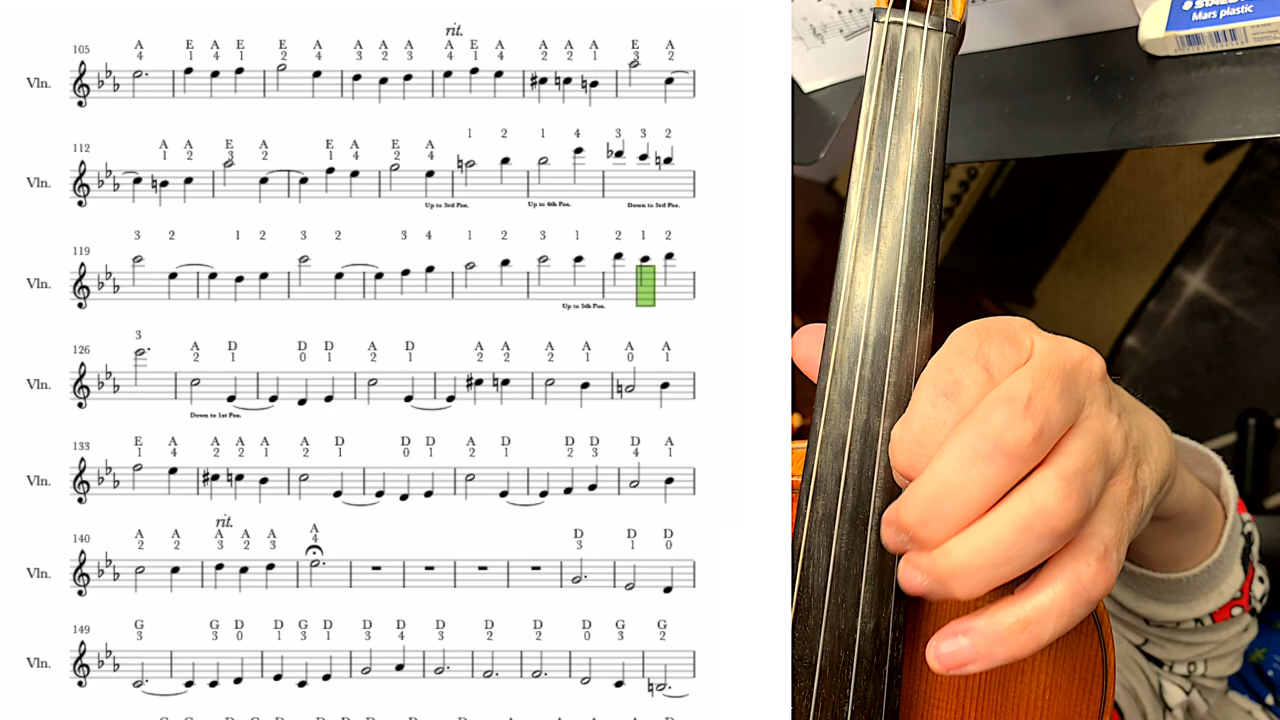 STAEDTLER
Mars plastic
rit.
105
A E A E E A A A A A E A A A A E A
4 1 4 1 2 4 3 2 3 4 1 4 2 2 1 3 2
Vln.
112 A A E A E A E A 1 2 1 4 3 3 2
1 2 3 2 1 4 2 4
Vln.
Up to 3rd Pos. Up to 4th Pos. Down to 3rd Pos.
119 3 2 1 2 3 2 3 4 1 2 3 1 2 1 2
Vln.
Up to 5th Pos.
126 3 A D D D A D A A A A A A
2 1 0 1 2 1 2 2 2 1 0 1
Vln.
Down to 1st Pos.
133 E A A A A A D D D A D D D D A
1 4 2 2 1 2 1 0 1 2 1 2 3 4 1
Vln.
rit.
140 A A A A A A D D D
2 2 3 2 3 4 3 1 0
Vln.
149 G G D D G D D D D D D D G G
3 3 0 1 3 1 3 4 3 2 2 0 3 2
Vln.